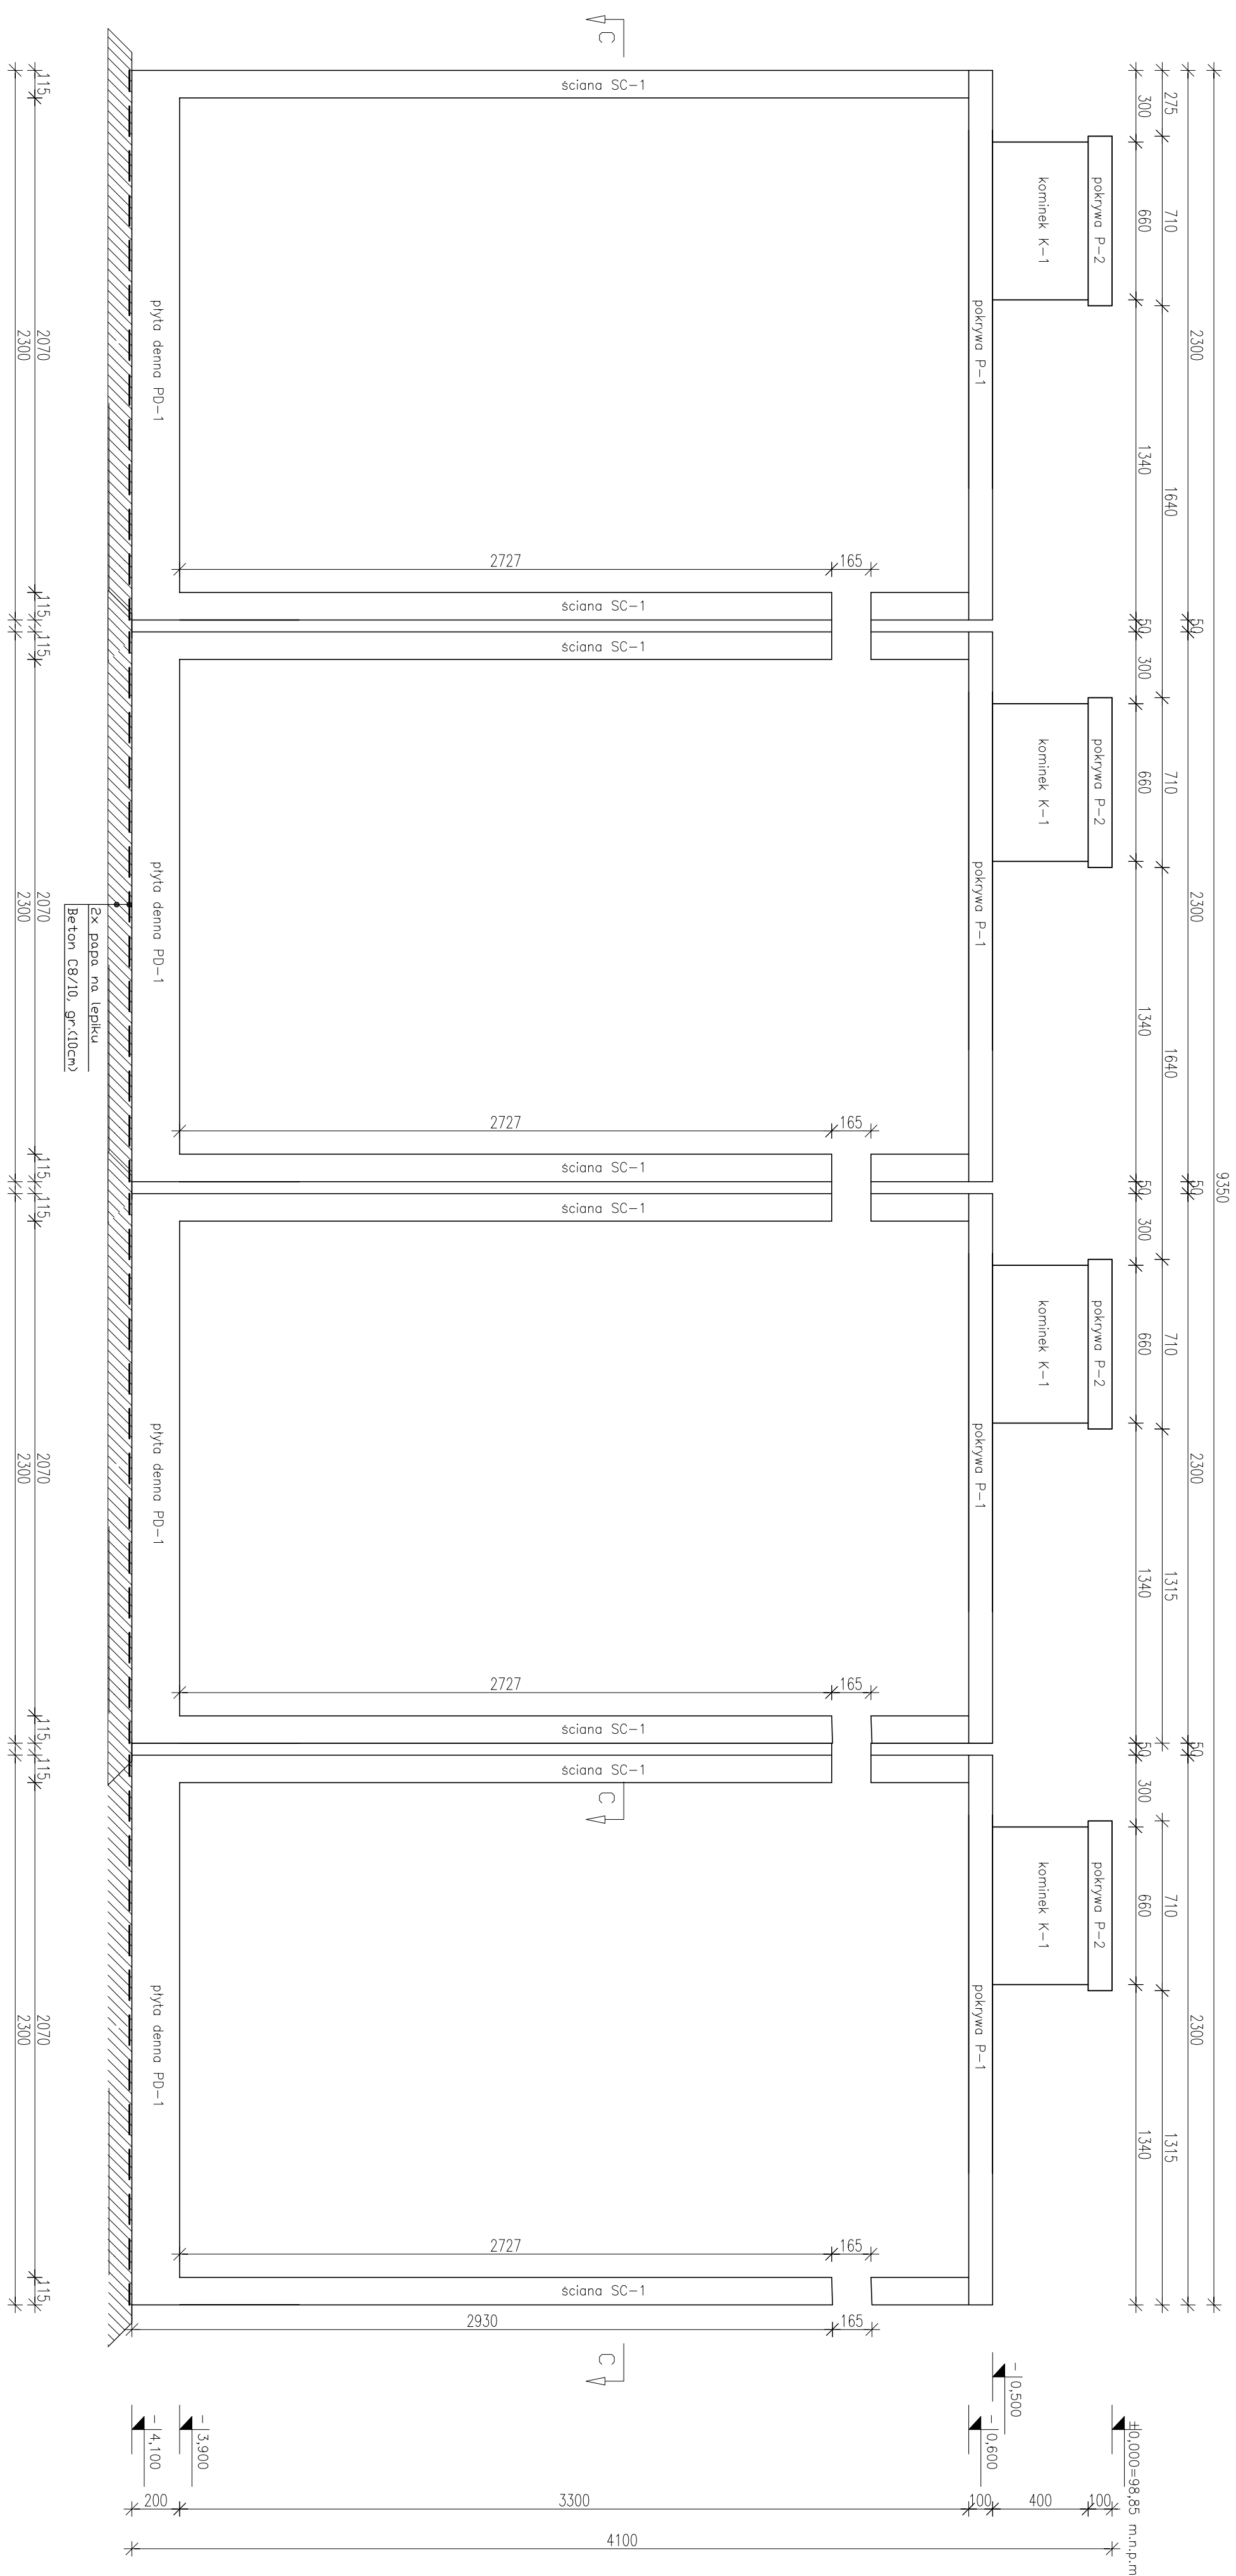 9350
2300
50
2300
50
2300
50
2300
275
710
1640
710
1640
710
1315
710
1315
300
660
1340
50
300
660
1340
50
300
660
1340
50
300
660
1340
pokrywa P-2
pokrywa P-2
pokrywa P-2
pokrywa P-2
kominek K-1
kominek K-1
kominek K-1
kominek K-1
pokrywa P-1
pokrywa P-1
pokrywa P-1
pokrywa P-1
±0,000=98,85 m.n.p.m
- 0,500
- 0,600
- 3,900
- 4,100
100
400
100
3300
200
4100
165
165
165
165
165
2727
2727
2727
2727
2930
C
C
C
ściana SC-1
ściana SC-1
ściana SC-1
ściana SC-1
ściana SC-1
ściana SC-1
ściana SC-1
ściana SC-1
płyta denna PD-1
płyta denna PD-1
płyta denna PD-1
płyta denna PD-1
2x papa na lepiku
Beton C8/10, gr.(10cm)
115
2070
115
115
2070
115
115
2070
115
115
2070
115
2300
2300
2300
2300